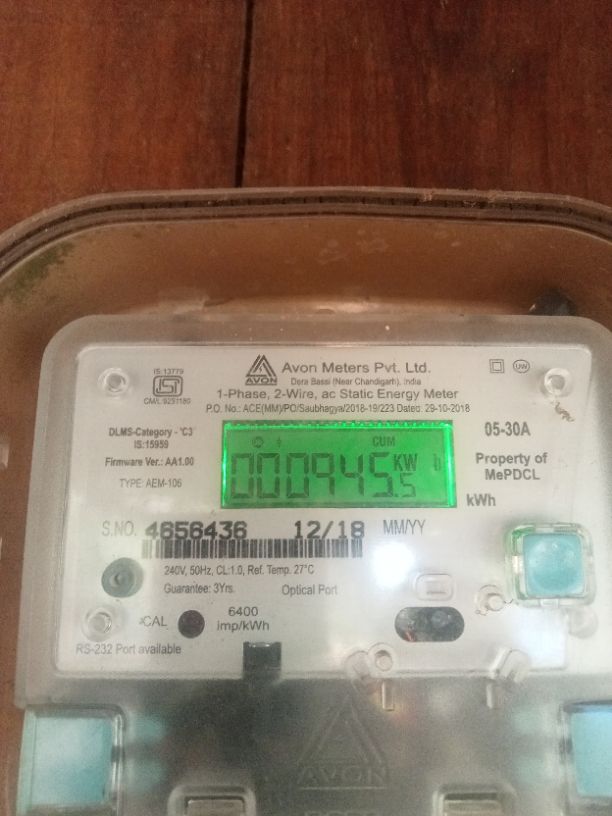 IS:13779
ISI
CM/L 9251180
AVON
Avon Meters Pvt. Ltd.
Dera Bassi (Near Chandigarh), India
1-Phase, 2-Wire, ac Static Energy Meter
P.O. No.: ACE(MM)/PO/Saubhagya/2018-19/223 Dated: 29-10-2018
DLMS-Category - 'C3'
IS:15959
Firmware Ver.: AA1.00
TYPE: AEM-106
CUM
000945.5 KW b
kWh
05-30A
Property of
MePDCL
S.NO. 4656436 12/18 MM/YY
240V, 50Hz, CL:1.0, Ref. Temp. 27°C
Guarantee: 3Yrs. Optical Port
CAL 6400
imp/kWh
RS-232 Port available
AVON